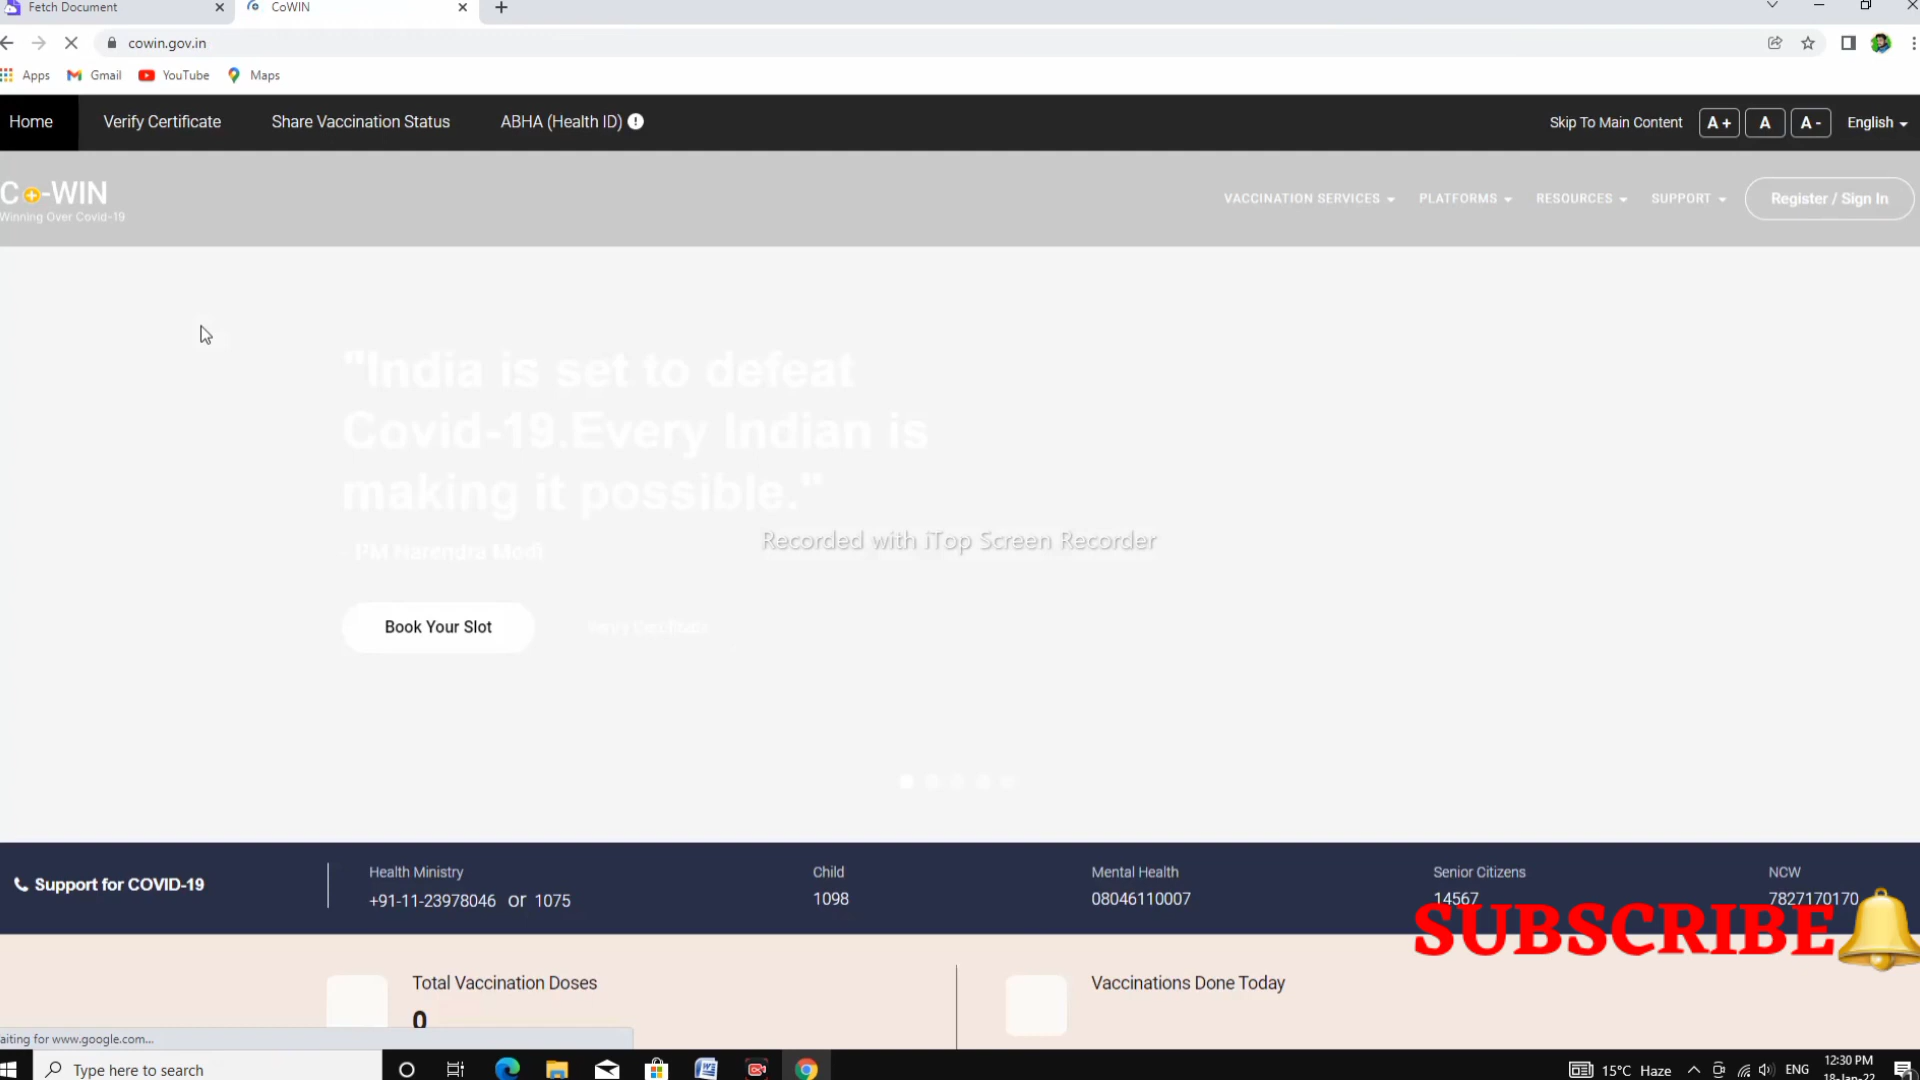 Fetch Document
CoWIN
cowin.gov.in
Apps
Gmail
YouTube
Maps
Home
Verify Certificate
Share Vaccination Status
ABHA (Health ID)
Skip To Main Content
A+
A
A-
English
Co-WIN
Winning Over Covid-19
VACCINATION SERVICES
PLATFORMS
RESOURCES
SUPPORT
Register / Sign In
"India is set to defeat
Covid-19.Every Indian is
making it possible."
- PM Narendra Modi
Recorded with iTop Screen Recorder
Book Your Slot
Support for COVID-19
Health Ministry
+91-11-23978046 or 1075
Child
1098
Mental Health
08046110007
Senior Citizens
14567
NCW
7827170170
SUBSCRIBE
Total Vaccination Doses
0
Vaccinations Done Today
aiting for www.google.com...
Type here to search
15°C Haze
ENG
12:30 PM
18-Jan-22